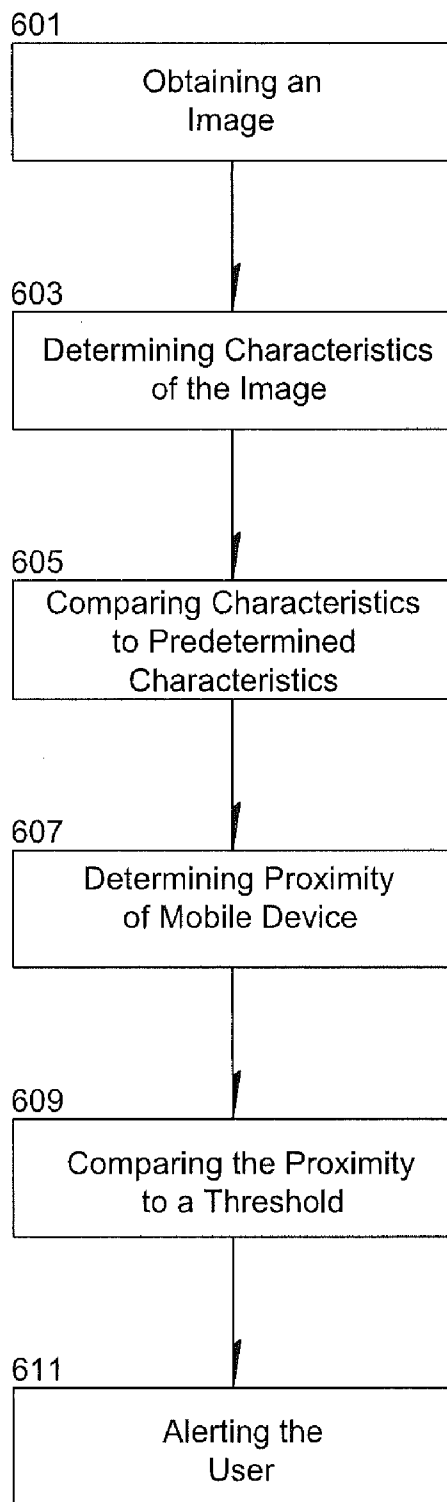 601
Obtaining an
Image
603
Determining Characteristics
of the Image
605
Comparing Characteristics
to Predetermined
Characteristics
607
Determining Proximity
of Mobile Device
609
Comparing the Proximity
to a Threshold
611
Alerting the
User